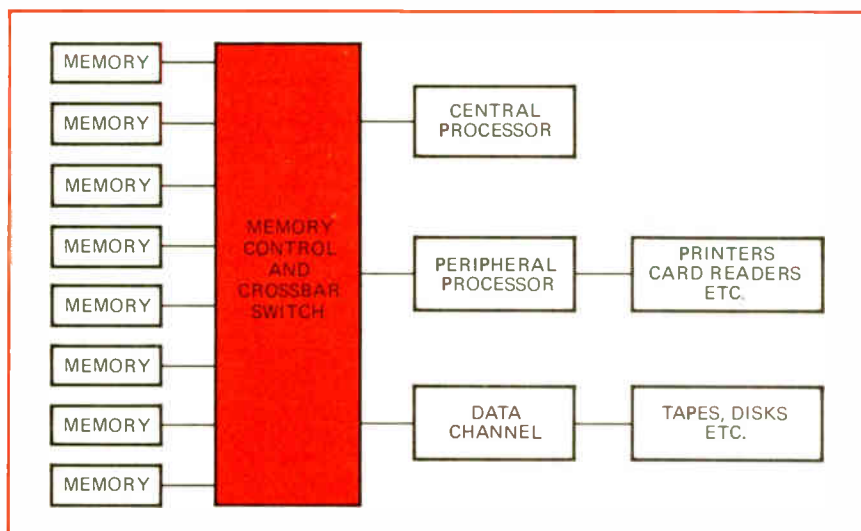 MEMORY
MEMORY
MEMORY
MEMORY
MEMORY
MEMORY
MEMORY
MEMORY
MEMORY
CONTROL
AND
CROSSBAR
SWITCH
CENTRAL
PROCESSOR
PERIPHERAL
PROCESSOR
PRINTERS
CARD READERS
ETC.
DATA
CHANNEL
TAPES, DISKS
ETC.